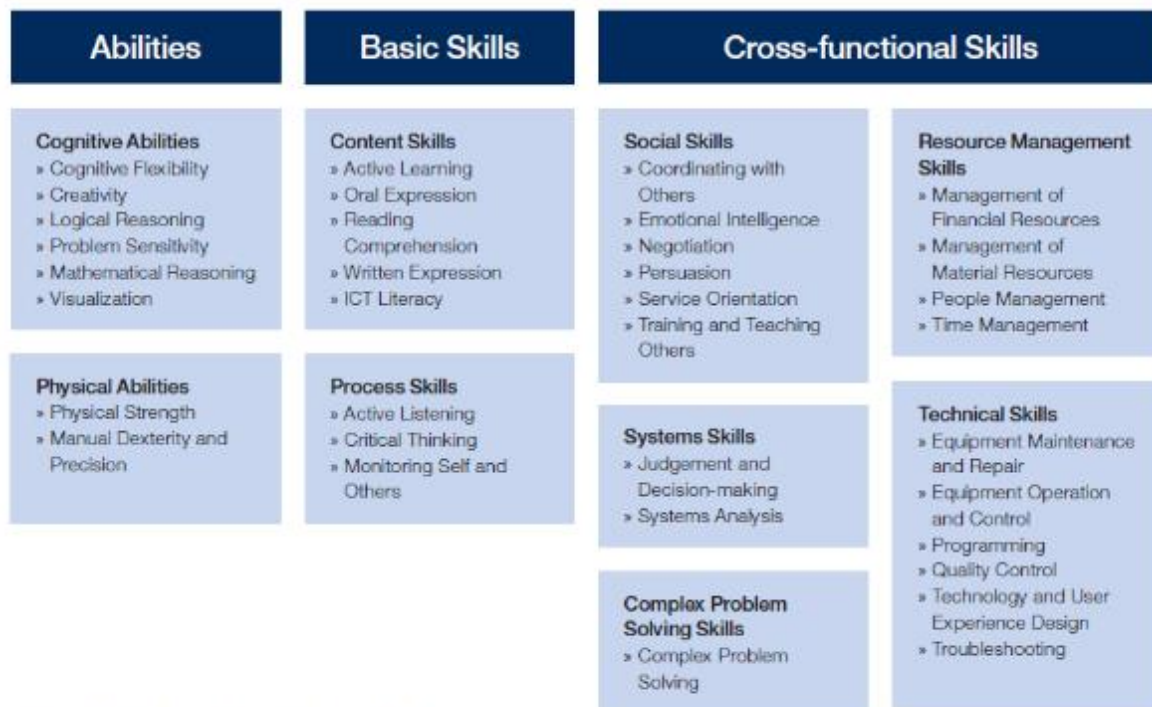 Abilities
Basic Skills
Cross-functional Skills
Cognitive Abilities
» Cognitive Flexibility
» Creativity
» Logical Reasoning
» Problem Sensitivity
» Mathematical Reasoning
» Visualization
Physical Abilities
» Physical Strength
» Manual Dexterity and
Precision
Content Skills
» Active Learning
» Oral Expression
» Reading
Comprehension
» Written Expression
» ICT Literacy
Process Skills
» Active Listening
» Critical Thinking
» Monitoring Self and
Others
Social Skills
» Coordinating with
Others
» Emotional Intelligence
» Negotiation
» Persuasion
» Service Orientation
» Training and Teaching
Others
Systems Skills
» Judgement and
Decision-making
» Systems Analysis
Complex Problem
Solving Skills
» Complex Problem
Solving
Resource Management
Skills
» Management of
Financial Resources
» Management of
Material Resources
» People Management
» Time Management
Technical Skills
» Equipment Maintenance
and Repair
» Equipment Operation
and Control
» Programming
» Quality Control
» Technology and User
Experience Design
» Troubleshooting